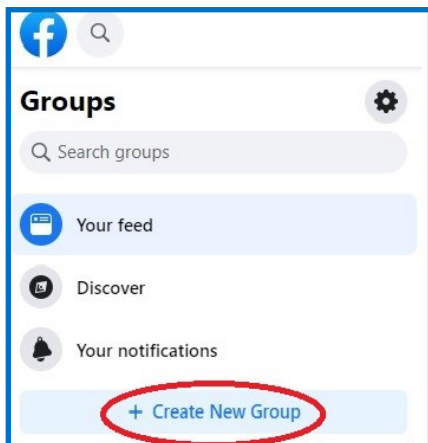 Groups
Search groups
Your feed
Discover
Your notifications
+ Create New Group